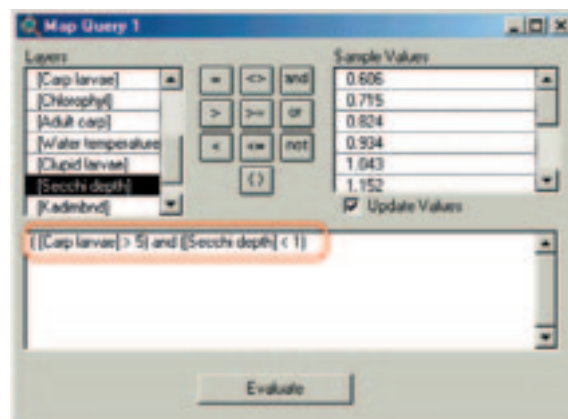 Map Query 1
Layers
Sample Values
[Carp larvae]
[Chlorophyl]
[Adult carp]
[Water temperature
[Clupid larvae]
[Secchi depth]
[Kadimbnd]
= <> and
> >= or
< <= not
( )
0.606
0.715
0.824
0.934
1.043
1.152
Update Values
( [Carp larvae] > 5) and ([Secchi depth] < 1)
Evaluate